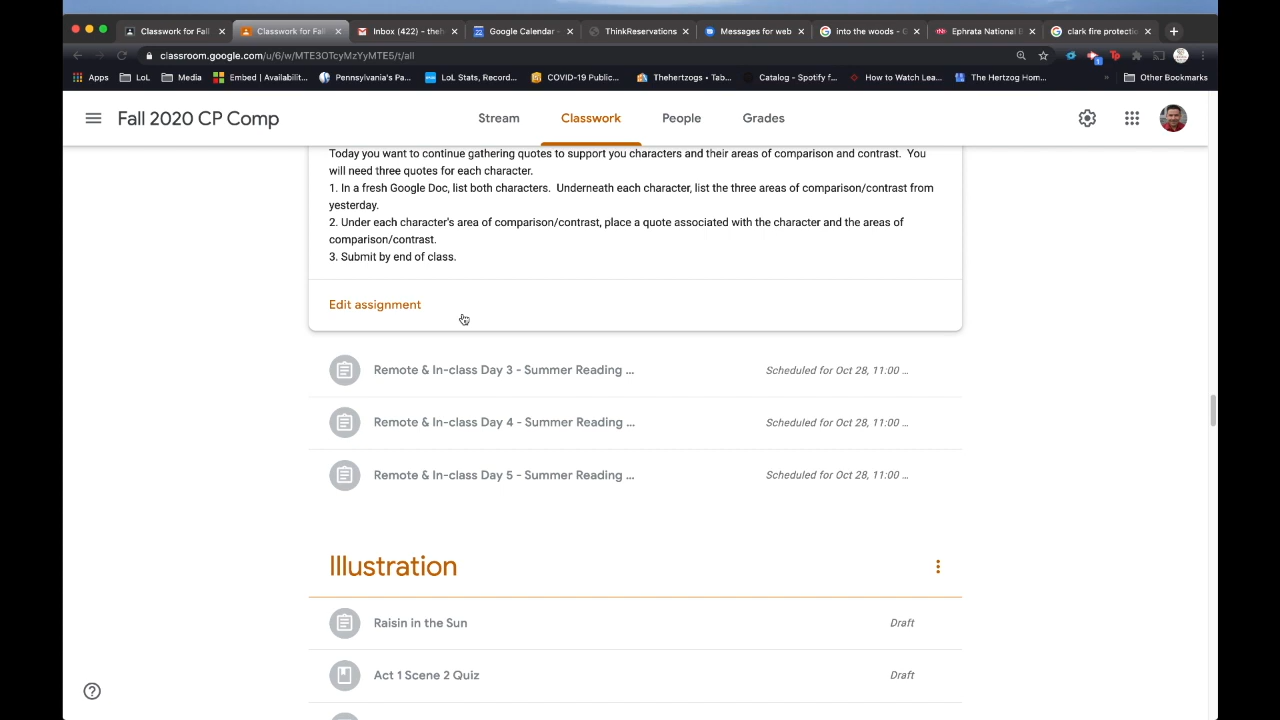 Classroom for Fall
Classroom for Fall
Inbox (422) - theh
Google Calendar -
ThinkReservations
Messages for web
into the woods - G
Ephrata National B
clark fire protectic
classroom.google.com/u/6/w/MTE3OTcyMzYyMTE5/t/all
Apps
LoL
Media
Embed | Availabilit...
Pennsylvania's Pa...
LoL Stats, Record...
COVID-19 Public...
Thehertzogs • Tab...
Catalog - Spotify f...
How to Watch Lea...
The Hertzog Hom...
»
Other Bookmarks
Fall 2020 CP Comp
Stream
Classwork
People
Grades
Today you want to continue gathering quotes to support you characters and their areas of comparison and contrast. You
will need three quotes for each character.
1. In a fresh Google Doc, list both characters. Underneath each character, list the three areas of comparison/contrast from
yesterday.
2. Under each character's area of comparison/contrast, place a quote associated with the character and the areas of
comparison/contrast.
3. Submit by end of class.
Edit assignment
Remote & In-class Day 3 - Summer Reading ...
Scheduled for Oct 28, 11:00 ...
Remote & In-class Day 4 - Summer Reading ...
Scheduled for Oct 28, 11:00 ...
Remote & In-class Day 5 - Summer Reading ...
Scheduled for Oct 28, 11:00 ...
Illustration
Raisin in the Sun
Draft
Act 1 Scene 2 Quiz
Draft